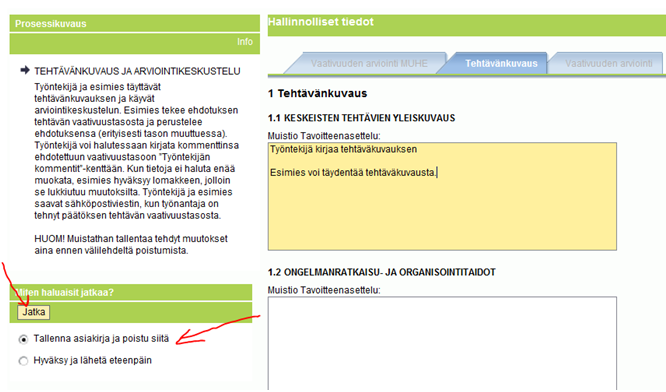 Prosessikuvaus
Info
TEHTÄVÄNKUVAUS JA ARVIOINTIKESKUSTELU
Työntekijä ja esimies täyttävät
tehtävänkuvauksen ja käyvät
arviointikeskustelun. Esimies tekee ehdotuksen
tehtävän vaativuustasosta ja perustelee
ehdotuksensa (erityisesti tason muuttuessa).
Työntekijä voi halutessaan kirjata kommenttinsa
ehdotettuun vaativuustasoon "Työntekijän
kommentit"-kenttään. Kun tietoja ei haluta enää
muokata, esimies hyväksyy lomakkeen, jolloin
se lukkiutuu muutoksilta. Työntekijä ja esimies
saavat sähköpostiviestin, kun työnantaja on
tehnyt päätöksen tehtävän vaativuustasosta.
HUOM! Muistathan tallentaa tehdyt muutokset
aina ennen välilehdeltä poistumista.
Miten haluaisit jatkaa?
Jatka
Tallenna asiakirja ja poistu siitä
Hyväksy ja lähetä eteenpäin
Hallinnolliset tiedot
Vaativuuden arviointi MUHE
Tehtävänkuvaus
Vaativuuden arviointi
1 Tehtävänkuvaus
1.1 KESKEISTEN TEHTÄVIEN YLEISKUVAUS
Muistio Tavoitteenasettelu:
Työntekijä kirjaa tehtäväkuvauksen
Esimies voi täydentää tehtäväkuvausta.
1.2 ONGELMANRATKAISU- JA ORGANISOINTITAIDOT
Muistio Tavoitteenasettelu: